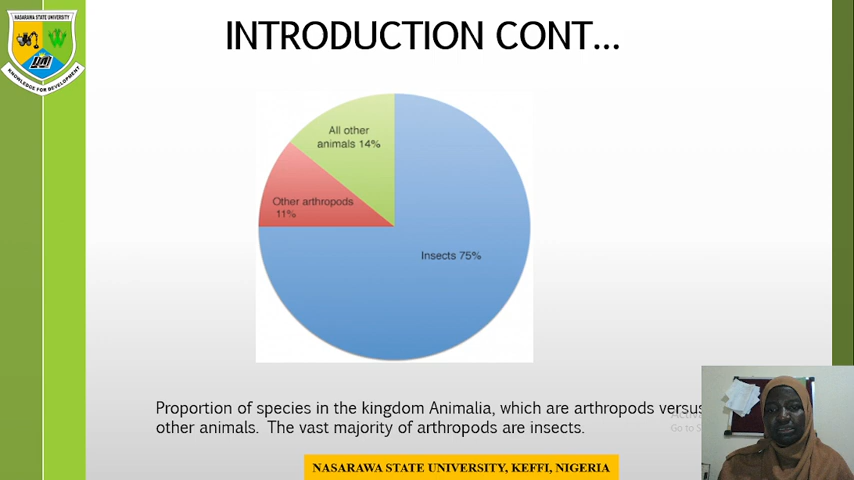 NASARAWA STATE UNIVERSITY
KNOWLEDGE FOR DEVELOPMENT
INTRODUCTION CONT...
All other
animals 14%
Other arthropods
11%
Insects 75%
Proportion of species in the kingdom Animalia, which are arthropods versus
other animals. The vast majority of arthropods are insects.
Go to S
NASARAWA STATE UNIVERSITY, KEFFI, NIGERIA